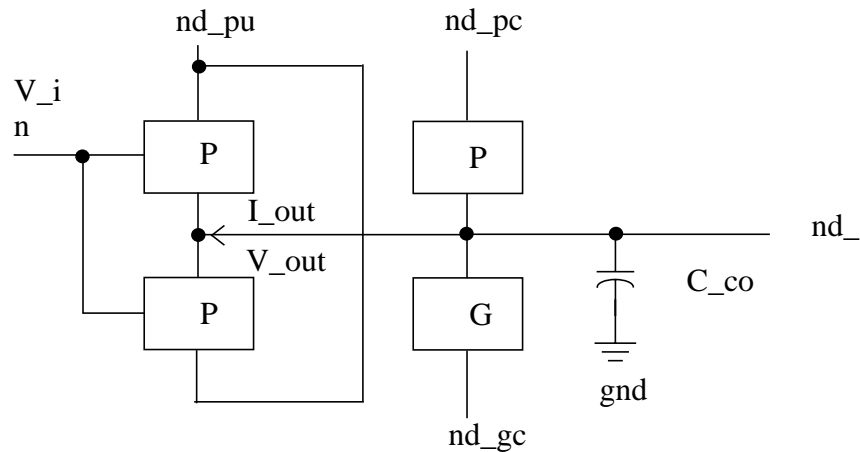 nd_pu
nd_pc
V_i
n
P
P
I_out
nd_
V_out
C_co
P
G
gnd
nd_gc